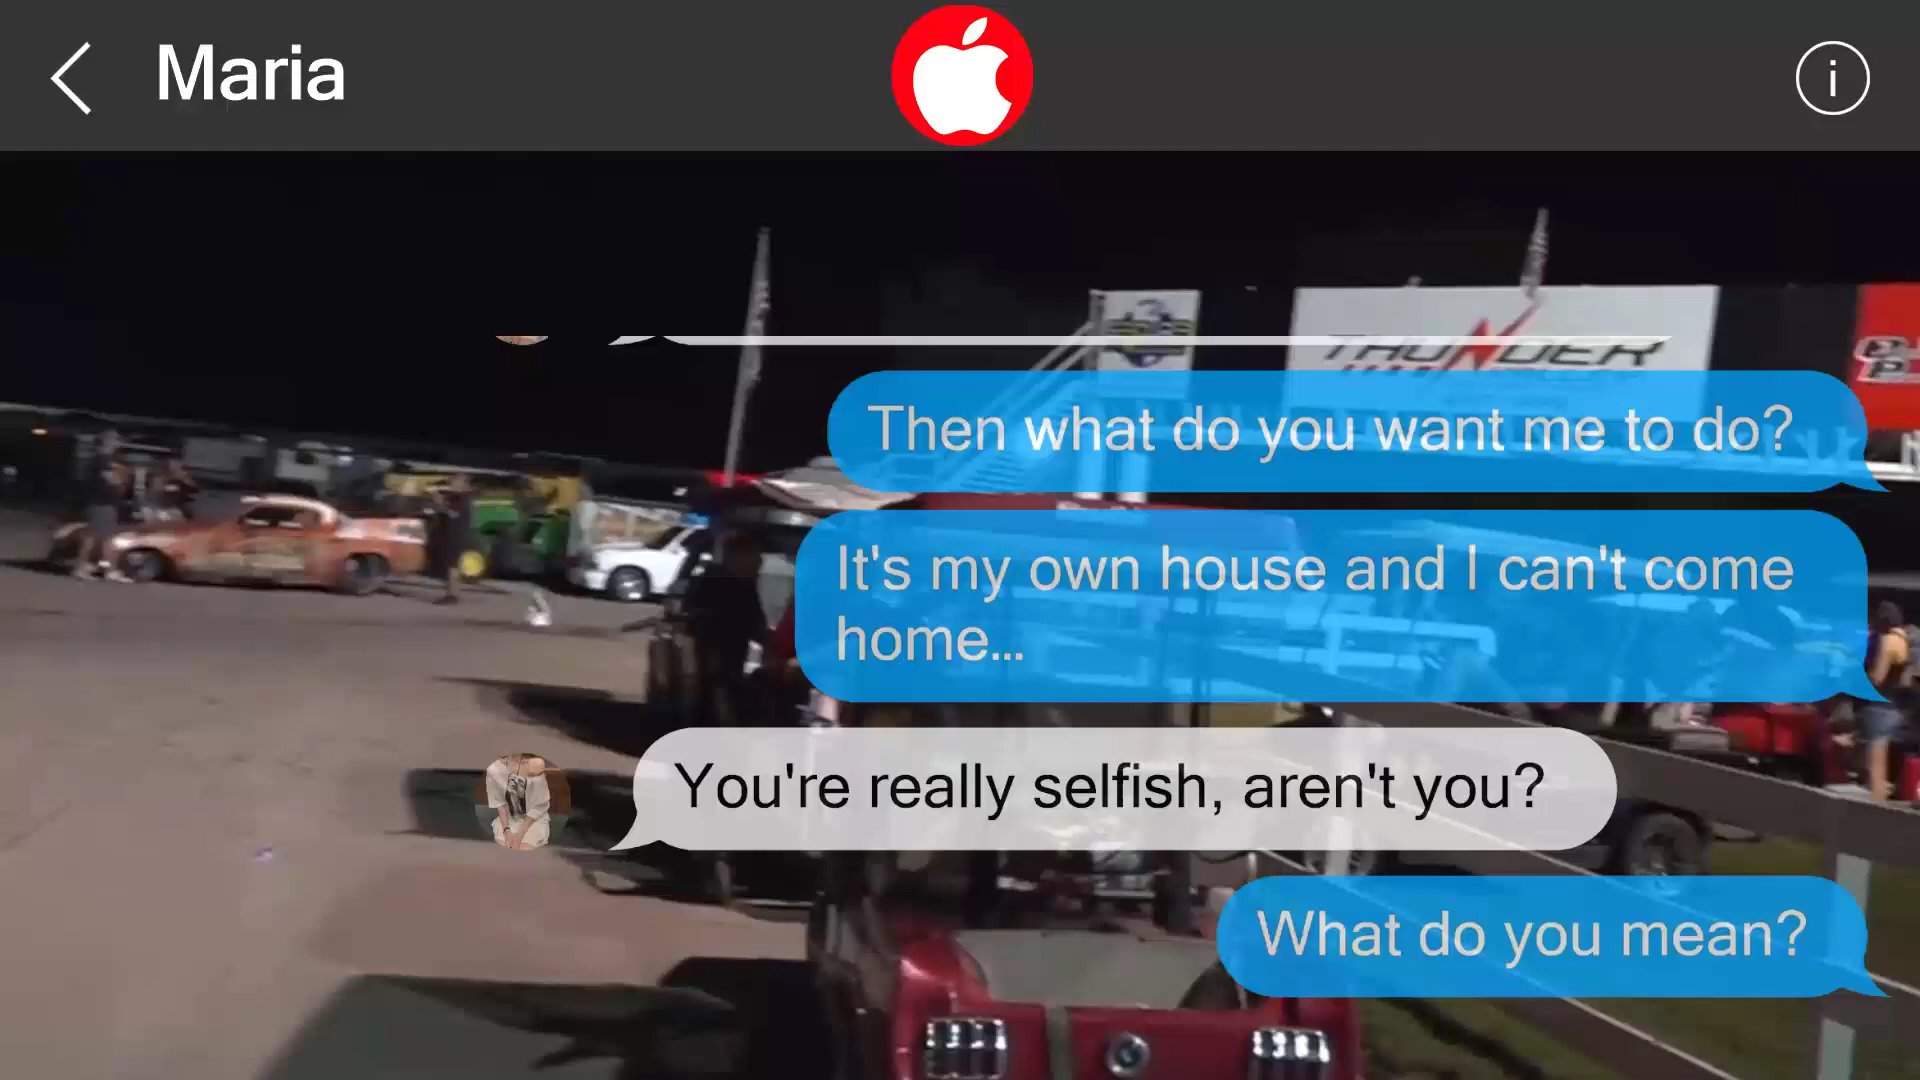 Maria
i
THUNDER
Then what do you want me to do?
It's my own house and I can't come
home...
You're really selfish, aren't you?
What do you mean?